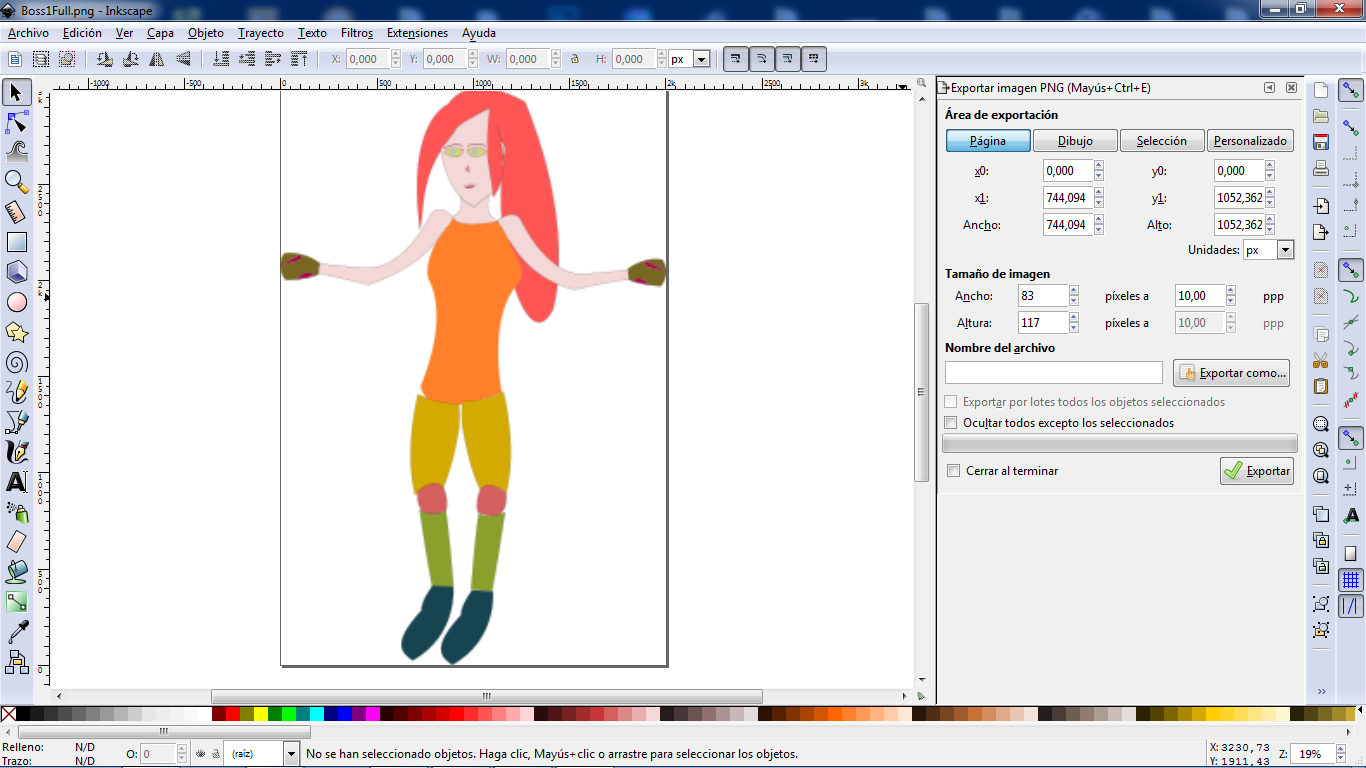 Boss1Full.png - Inkscape
Archivo Edición Ver Capa Objeto Trayecto Texto Filtros Extensiones Ayuda
X: 0,000 Y: 0,000 W: 0,000 H: 0,000 px
-1000 -500 0 500 1000 1500 2k 2500 3k
Exportar imagen PNG (Mayús+Ctrl+E)
Área de exportación
Página Dibujo Selección Personalizado
x0: 0,000 y0: 0,000
x1: 744,094 y1: 1052,362
Ancho: 744,094 Alto: 1052,362
Unidades: px
Tamaño de imagen
Ancho: 83 píxeles a 10,00 ppp
Altura: 117 píxeles a 10,00 ppp
Nombre del archivo
Exportar como...
Exportar por lotes todos los objetos seleccionados
Ocultar todos excepto los seleccionados
Cerrar al terminar Exportar
Relleno: N/D
Trazo: N/D
O: 0 (raíz) No se han seleccionado objetos. Haga clic, Mayús+clic o arrastre para seleccionar los objetos.
X: 3230,73
Y: 1911,43
Z: 19%